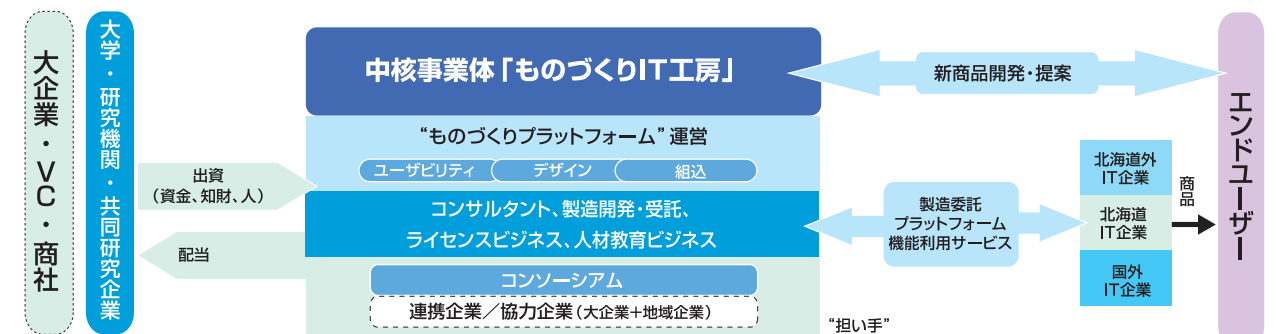 大企業・VC・商社
大学・研究機関・共同研究企業
出資
（資金、知財、人）
配当
中核事業体「ものづくりIT工房」
“ものづくりプラットフォーム” 運営
ユーザビリティ
デザイン
組込
コンサルタント、製造開発・受託、
ライセンスビジネス、人材教育ビジネス
コンソーシアム
連携企業／協力企業（大企業＋地域企業）
“担い手”
新商品開発・提案
製造委託
プラットフォーム
機能利用サービス
北海道外
IT企業
北海道
IT企業
国外
IT企業
商品
エンドユーザー